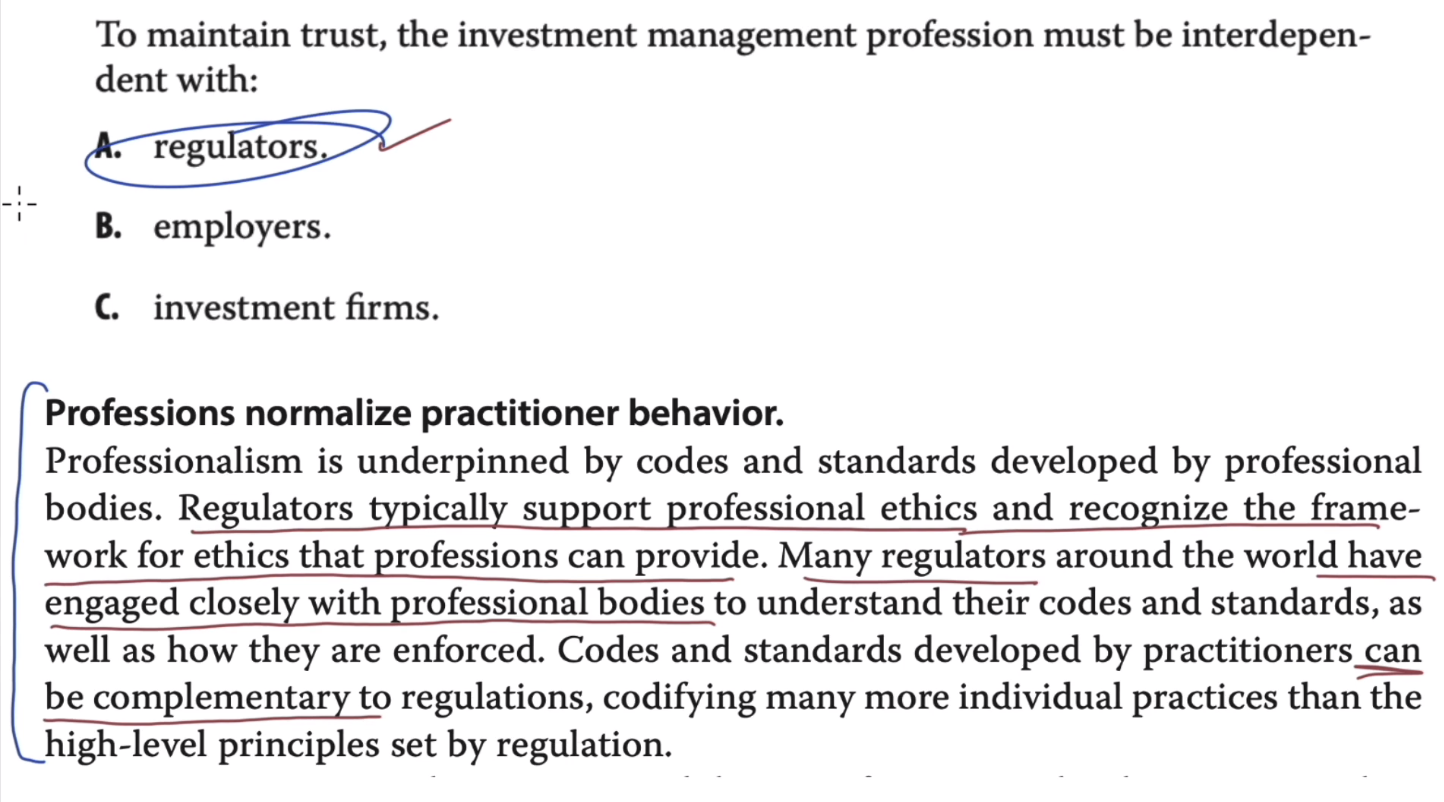 To maintain trust, the investment management profession must be interdepen-
dent with:
A. regulators.
B. employers.
C. investment firms.
Professions normalize practitioner behavior.
Professionalism is underpinned by codes and standards developed by professional
bodies. Regulators typically support professional ethics and recognize the frame-
work for ethics that professions can provide. Many regulators around the world have
engaged closely with professional bodies to understand their codes and standards, as
well as how they are enforced. Codes and standards developed by practitioners can
be complementary to regulations, codifying many more individual practices than the
high-level principles set by regulation.